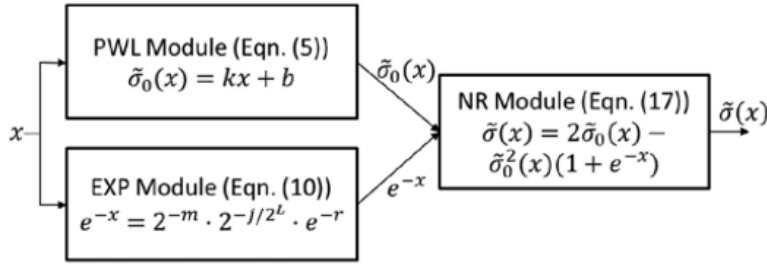 PWL Module (Eqn. (5))
σ̃₀(x) = kx + b
σ̃₀(x)
x
NR Module (Eqn. (17))
σ̃(x) = 2σ̃₀(x) −
σ̃₀²(x)(1 + e⁻ˣ)
σ̃(x)
EXP Module (Eqn. (10))
e⁻ˣ = 2⁻ᵐ · 2^{-j/2^L} · e⁻ʳ
e⁻ˣ